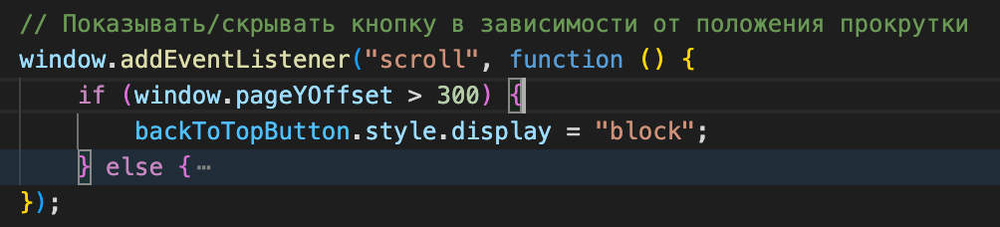 // Показывать/скрывать кнопку в зависимости от положения прокрутки
window.addEventListener("scroll", function () {
    if (window.pageYOffset > 300) {
        backToTopButton.style.display = "block";
    } else {⋯
});